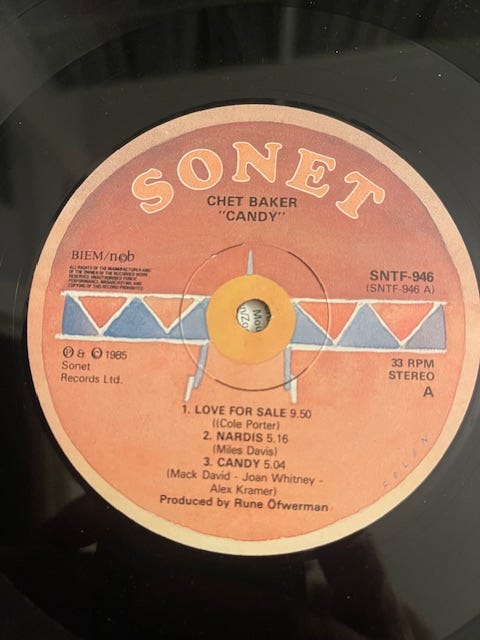 SONET
CHET BAKER
"CANDY"
BIEM/n©b
ALL RIGHTS OF THE MANUFACTURER AND
OF THE OWNER OF THE RECORDED WORK
RESERVED UNAUTHORISED PUBLIC
PERFORMANCE, BROADCASTING AND
COPYING OF THIS RECORD PROHIBITED
SNTF-946
(SNTF-946 A)
℗ & © 1985
Sonet
Records Ltd.
33 RPM
STEREO
A
1. LOVE FOR SALE 9.50
((Cole Porter)
2. NARDIS 5.16
(Miles Davis)
3. CANDY 5.04
(Mack David - Joan Whitney -
Alex Kramer)
Produced by Rune Öfwerman
FOLON